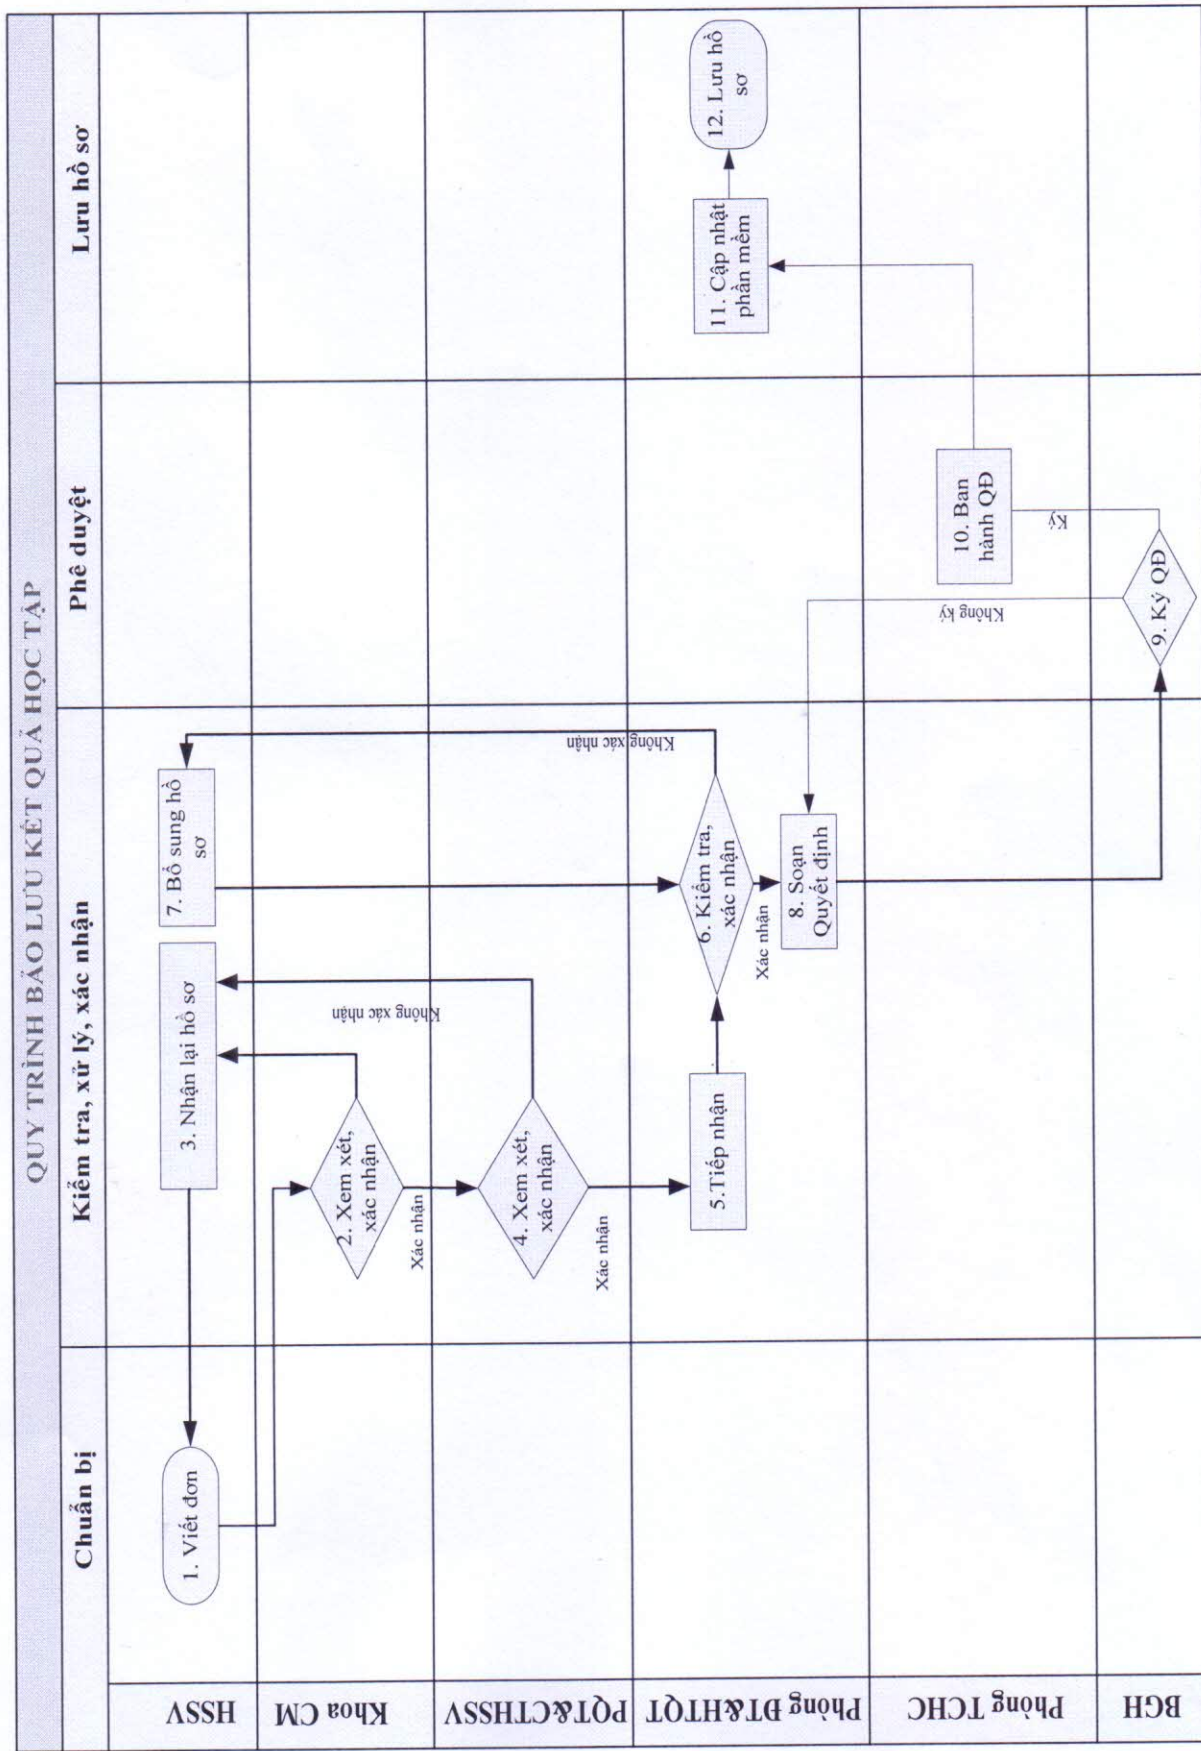 QUY TRÌNH BẢO LƯU KẾT QUẢ HỌC TẬP
Chuẩn bị
Kiểm tra, xử lý, xác nhận
Phê duyệt
Lưu hồ sơ
HSSV
1. Viết đơn
3. Nhận lại hồ sơ
7. Bổ sung hồ
sơ
Khoa CM
2. Xem xét,
xác nhận
Xác nhận
Không xác nhận
PQT&CTHSSV
4. Xem xét,
xác nhận
Xác nhận
Không xác nhận
Phòng ĐT&HTQT
5.Tiếp nhận
6. Kiểm tra,
xác nhận
Xác nhận
8. Soạn
Quyết định
11. Cập nhật
phần mềm
12. Lưu hồ
sơ
Phòng TCHC
Không ký
10. Ban
hành QĐ
Ký
BGH
9. Ký QĐ